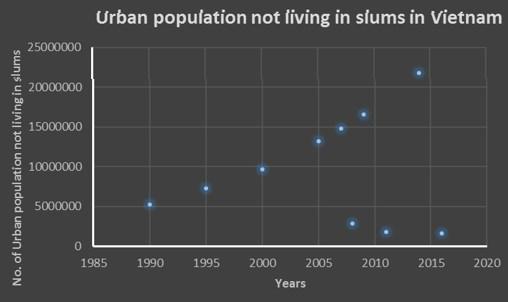 Urban population not living in slums in Vietnam
No. of Urban population not living in slums
25000000
20000000
15000000
10000000
5000000
0
1985 1990 1995 2000 2005 2010 2015 2020
Years